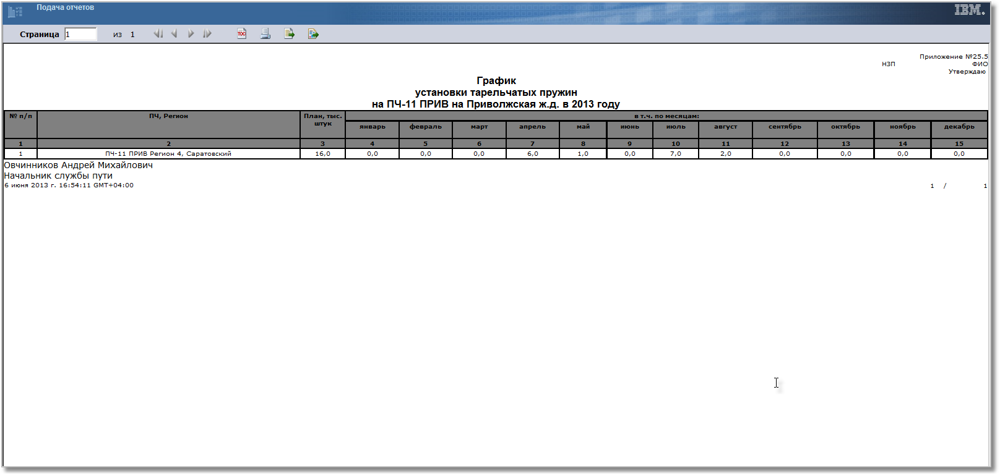 Подача отчетов
IBM.
Страница 1 из 1
TOC
Приложение №25.5
НЗП ФИО
Утверждаю
График
установки тарельчатых пружин
на ПЧ-11 ПРИВ на Приволжская ж.д. в 2013 году
№ п/п ПЧ, Регион План, тыс. штук в т.ч. по месяцам:
январь февраль март апрель май июнь июль август сентябрь октябрь ноябрь декабрь
1 2 3 4 5 6 7 8 9 10 11 12 13 14 15
1 ПЧ-11 ПРИВ Регион 4, Саратовский 16,0 0,0 0,0 0,0 6,0 1,0 0,0 7,0 2,0 0,0 0,0 0,0 0,0
Овчинников Андрей Михайлович
Начальник службы пути
6 июня 2013 г. 16:54:11 GMT+04:00 1 / 1